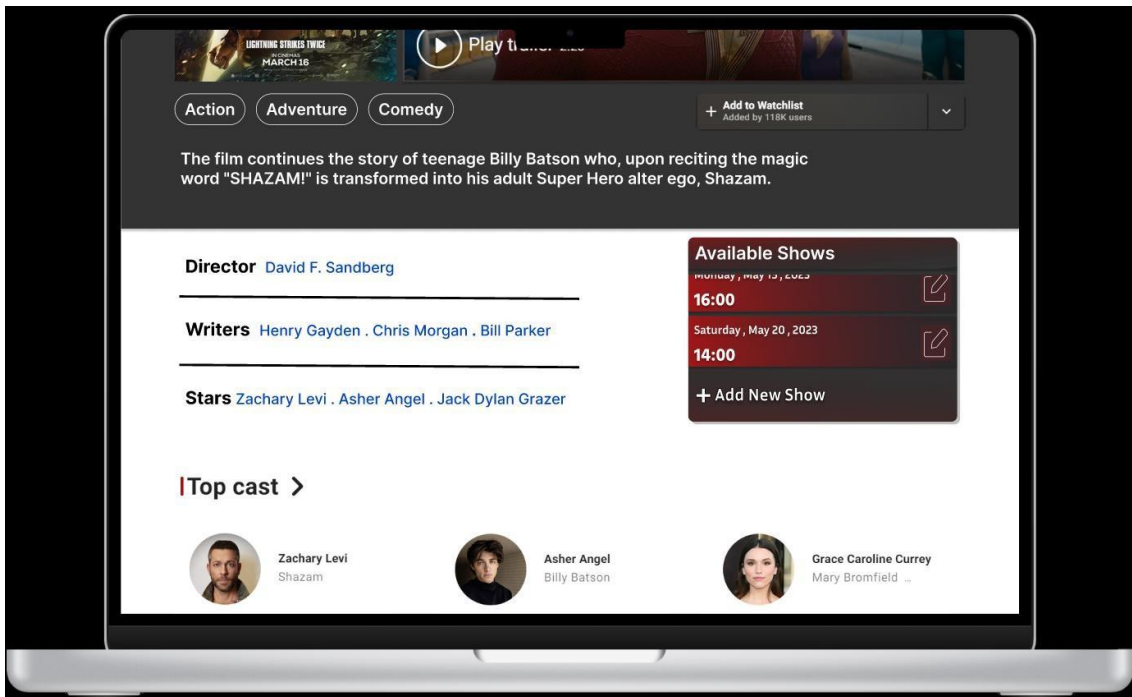 LIGHTNING STRIKES TWICE
IN CINEMAS
MARCH 16
Play
Action
Adventure
Comedy
+ Add to Watchlist
Added by 118K users
The film continues the story of teenage Billy Batson who, upon reciting the magic
word "SHAZAM!" is transformed into his adult Super Hero alter ego, Shazam.
Director David F. Sandberg
Writers Henry Gayden . Chris Morgan . Bill Parker
Stars Zachary Levi . Asher Angel . Jack Dylan Grazer
Available Shows
16:00
Saturday , May 20 , 2023
14:00
+ Add New Show
Top cast >
Zachary Levi
Shazam
Asher Angel
Billy Batson
Grace Caroline Currey
Mary Bromfield ...